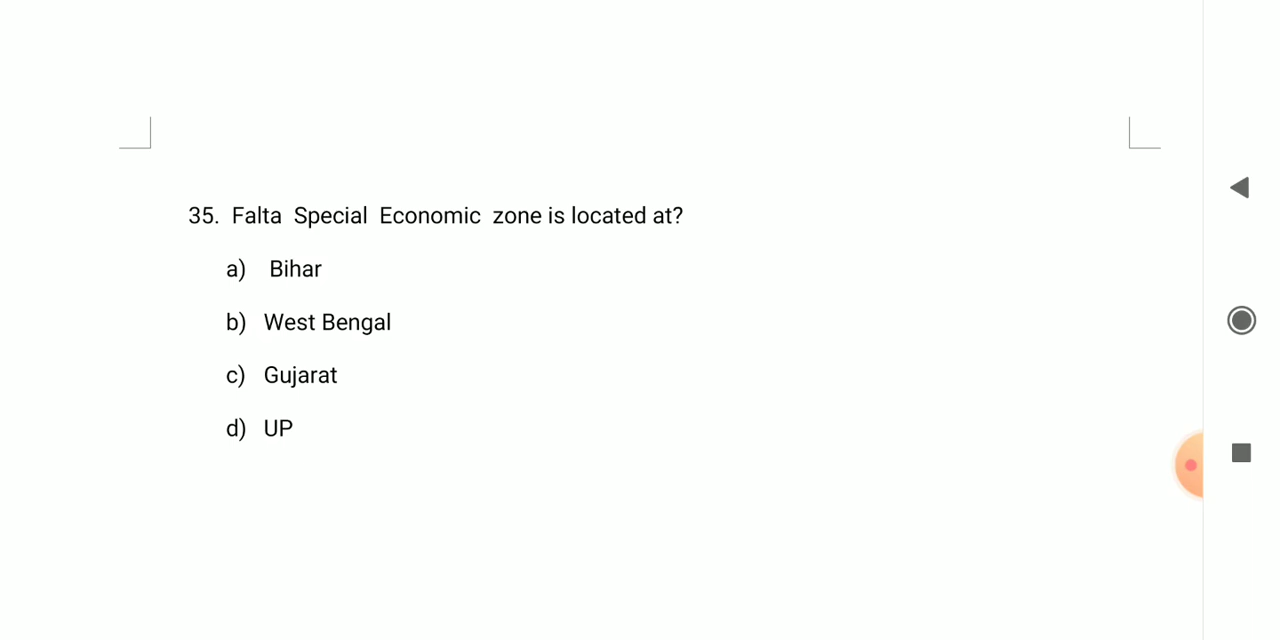 35. Falta Special Economic zone is located at?
a) Bihar
b) West Bengal
c) Gujarat
d) UP